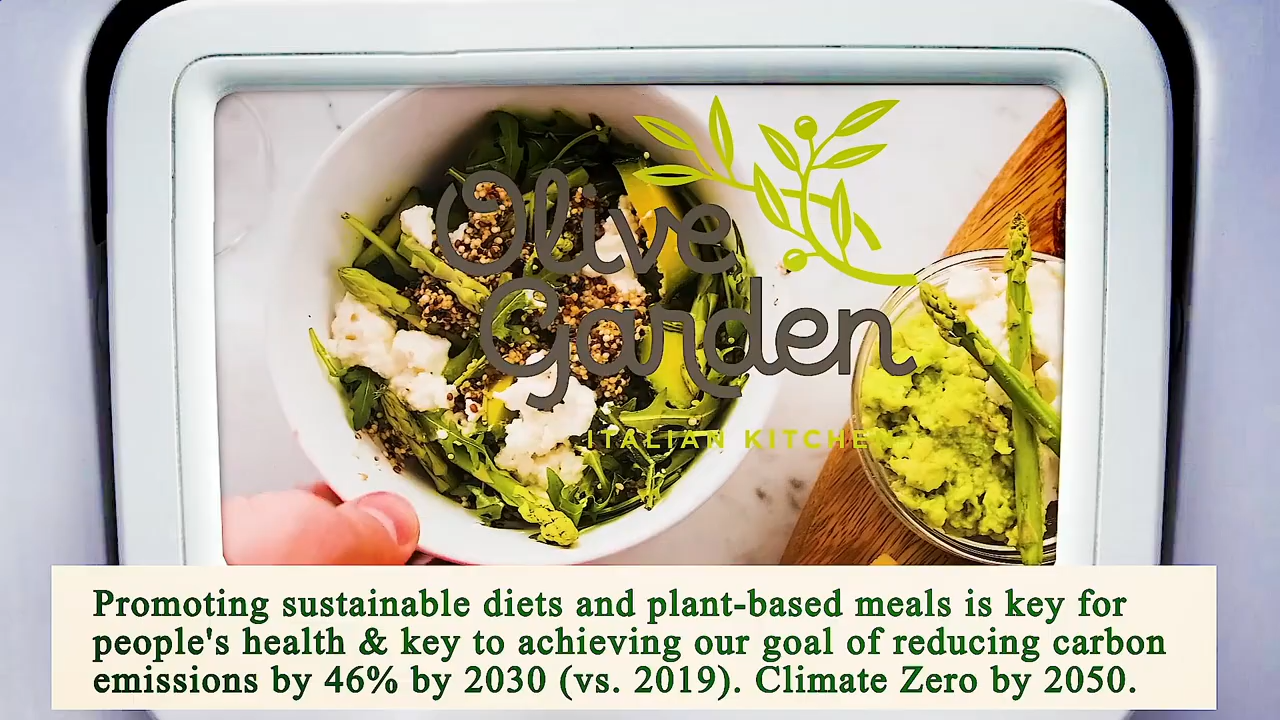 Olive
Garden
ITALIAN KITCHEN
Promoting sustainable diets and plant-based meals is key for
people's health & key to achieving our goal of reducing carbon
emissions by 46% by 2030 (vs. 2019). Climate Zero by 2050.